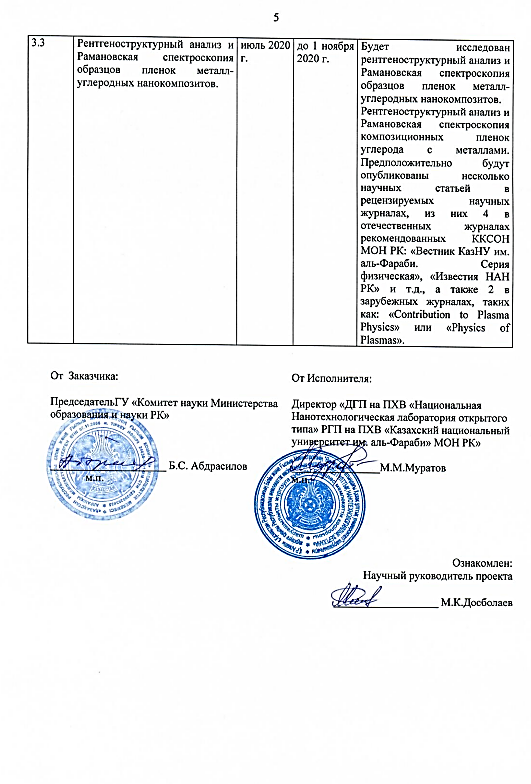 5
3.3
Рентгеноструктурный анализ и
Рамановская спектроскопия
образцов пленок металл-
углеродных нанокомпозитов.
июль 2020
г.
до 1 ноября
2020 г.
Будет исследован
рентгеноструктурный анализ и
Рамановская спектроскопия
образцов пленок металл-
углеродных нанокомпозитов.
Рентгеноструктурный анализ и
Рамановская спектроскопия
композиционных пленок
углерода с металлами.
Предположительно будут
опубликованы несколько
научных статьей в
рецензируемых научных
журналах, из них 4 в
отечественных журналах
рекомендованных ККСОН
МОН РК: «Вестник КазНУ им.
аль-Фараби. Серия
физическая», «Известия НАН
РК» и т.д., а также 2 в
зарубежных журналах, таких
как: «Contribution to Plasma
Physics» или «Physics of
Plasmas».
От Заказчика:
ПредседательГУ «Комитет науки Министерства
образования и науки РК»
Б.С. Абдрасилов
м.п.
От Исполнителя:
Директор «ДГП на ПХВ «Национальная
Нанотехнологическая лаборатория открытого
типа» РГП на ПХВ «Казахский национальный
университет им. аль-Фараби» МОН РК»
М.М.Муратов
м.п.
Ознакомлен:
Научный руководитель проекта
М.К.Досболаев